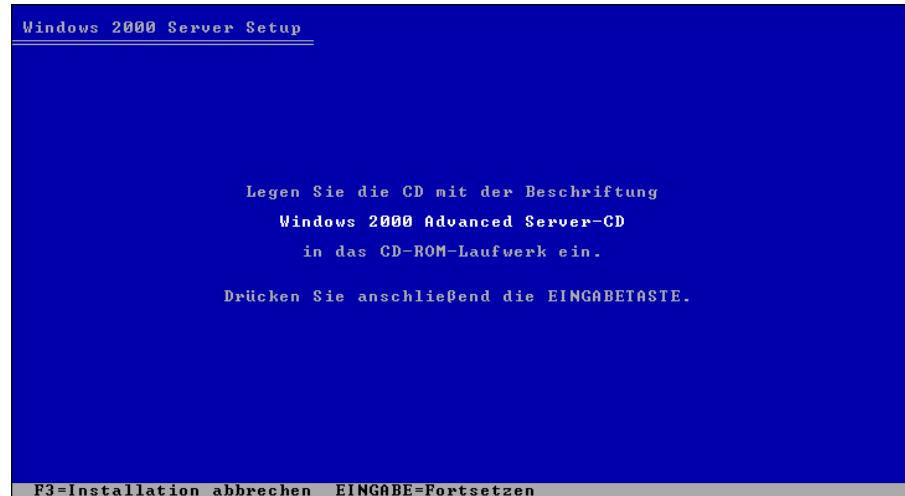 Windows 2000 Server Setup
Legen Sie die CD mit der Beschriftung
Windows 2000 Advanced Server-CD
in das CD-ROM-Laufwerk ein.
Drücken Sie anschließend die EINGABETASTE.
F3=Installation abbrechen EINGABE=Fortsetzen